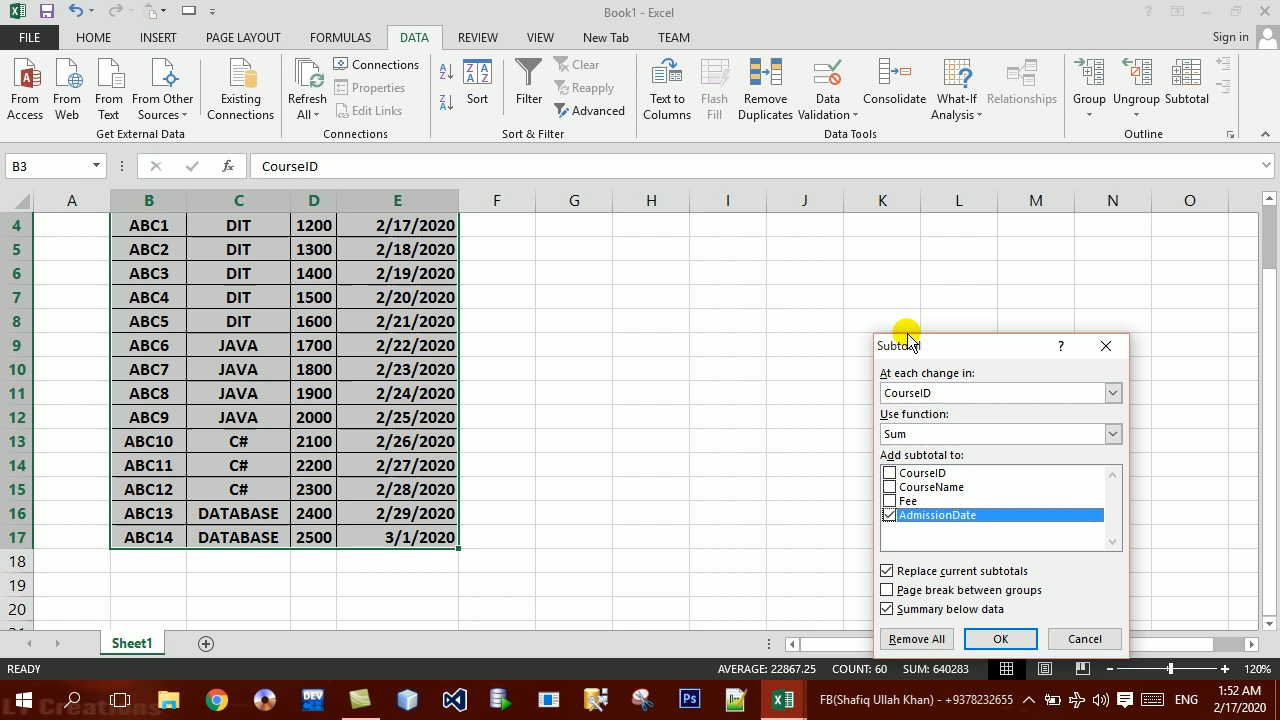 Book1 - Excel
FILE HOME INSERT PAGE LAYOUT FORMULAS DATA REVIEW VIEW New Tab TEAM Sign in
From Access
From Web
From Text
From Other Sources
Existing Connections
Get External Data
Refresh All
Connections
Properties
Edit Links
Connections
Sort
Filter
Clear
Reapply
Advanced
Sort & Filter
Text to Columns
Flash Fill
Remove Duplicates
Data Validation
Consolidate
What-If Analysis
Relationships
Data Tools
Group
Ungroup
Subtotal
Outline
B3 fx CourseID
A B C D E F G H I J K L M N O
4 ABC1 DIT 1200 2/17/2020
5 ABC2 DIT 1300 2/18/2020
6 ABC3 DIT 1400 2/19/2020
7 ABC4 DIT 1500 2/20/2020
8 ABC5 DIT 1600 2/21/2020
9 ABC6 JAVA 1700 2/22/2020
10 ABC7 JAVA 1800 2/23/2020
11 ABC8 JAVA 1900 2/24/2020
12 ABC9 JAVA 2000 2/25/2020
13 ABC10 C# 2100 2/26/2020
14 ABC11 C# 2200 2/27/2020
15 ABC12 C# 2300 2/28/2020
16 ABC13 DATABASE 2400 2/29/2020
17 ABC14 DATABASE 2500 3/1/2020
18
19
20
Subtotal ?
At each change in:
CourseID
Use function:
Sum
Add subtotal to:
CourseID
CourseName
Fee
AdmissionDate
Replace current subtotals
Page break between groups
Summary below data
Remove All OK Cancel
Sheet1
READY AVERAGE: 22867.25 COUNT: 60 SUM: 640283 120%
DEV
Ps
FB(Shafiq Ullah Khan) - +9378232655
ENG
1:52 AM
2/17/2020
LT Creations